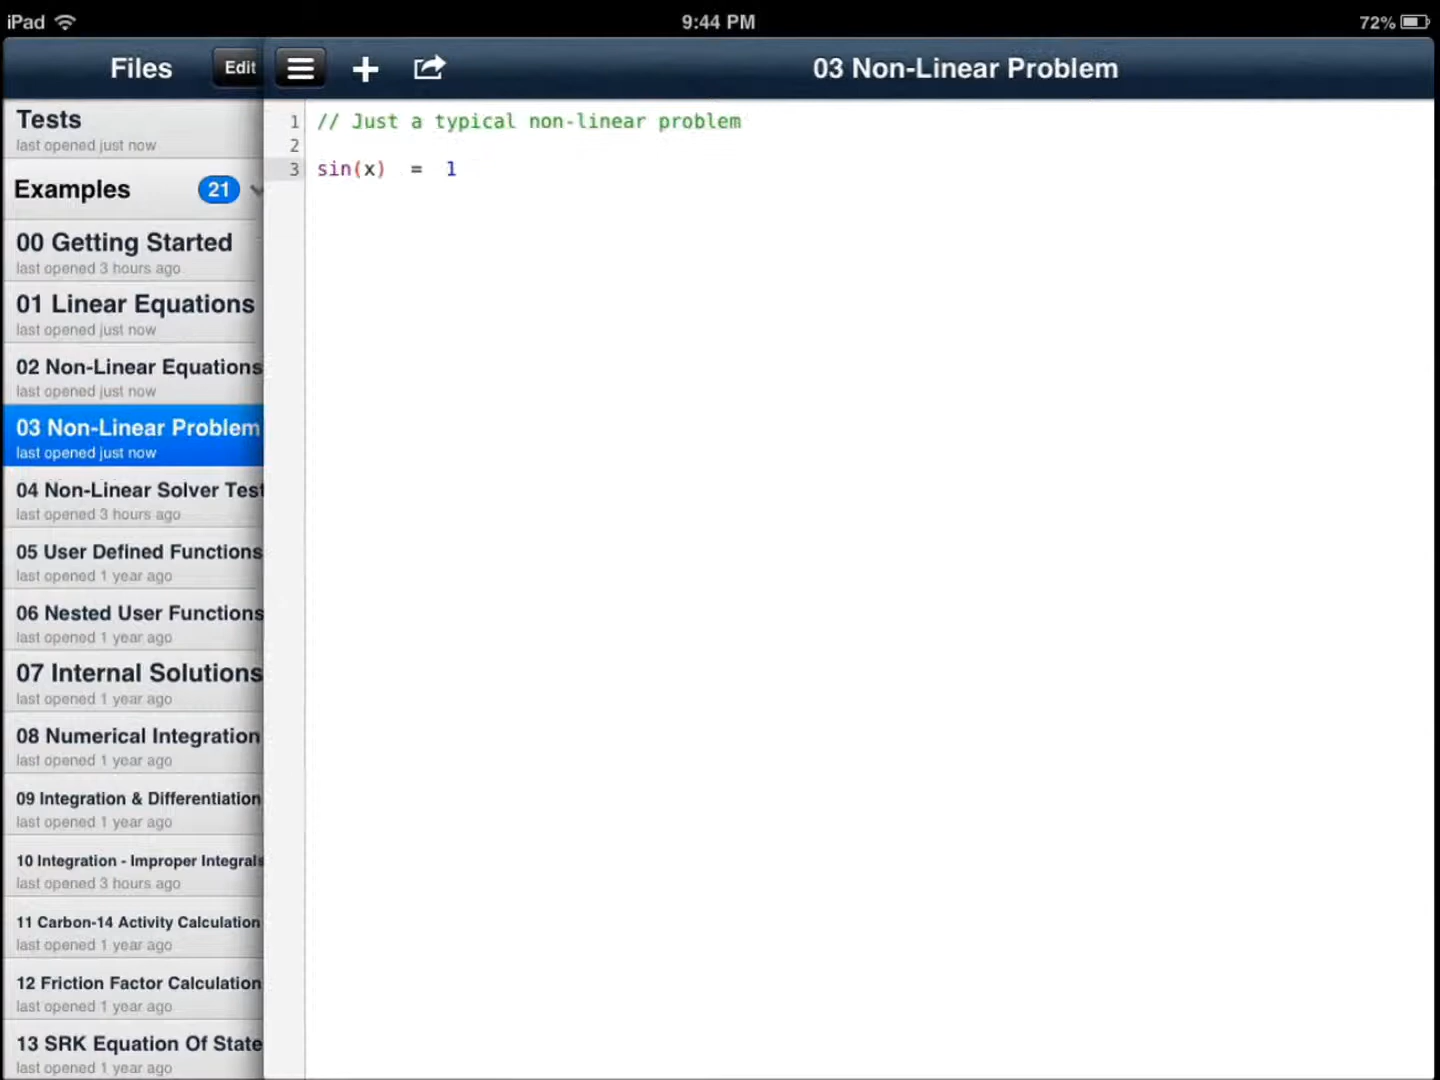 iPad 9:44 PM 72%
Files Edit 03 Non-Linear Problem
Tests
last opened just now
Examples 21
00 Getting Started
last opened 3 hours ago
01 Linear Equations
last opened just now
02 Non-Linear Equations
last opened just now
03 Non-Linear Problem
last opened just now
04 Non-Linear Solver Test
last opened 3 hours ago
05 User Defined Functions
last opened 1 year ago
06 Nested User Functions
last opened 1 year ago
07 Internal Solutions
last opened 1 year ago
08 Numerical Integration
last opened 1 year ago
09 Integration & Differentiation
last opened 1 year ago
10 Integration - Improper Integrals
last opened 3 hours ago
11 Carbon-14 Activity Calculation
last opened 1 year ago
12 Friction Factor Calculation
last opened 1 year ago
13 SRK Equation Of State
last opened 1 year ago
1 // Just a typical non-linear problem
2
3 sin(x) = 1